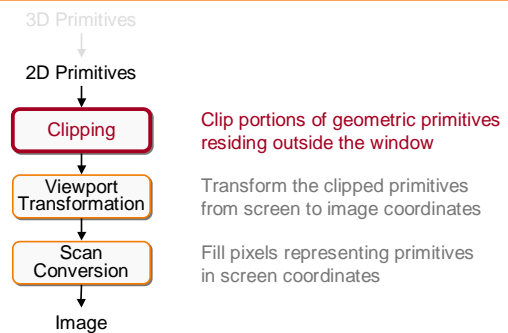 3D Primitives
2D Primitives
Clipping
Clip portions of geometric primitives
residing outside the window
Viewport
Transformation
Transform the clipped primitives
from screen to image coordinates
Scan
Conversion
Fill pixels representing primitives
in screen coordinates
Image